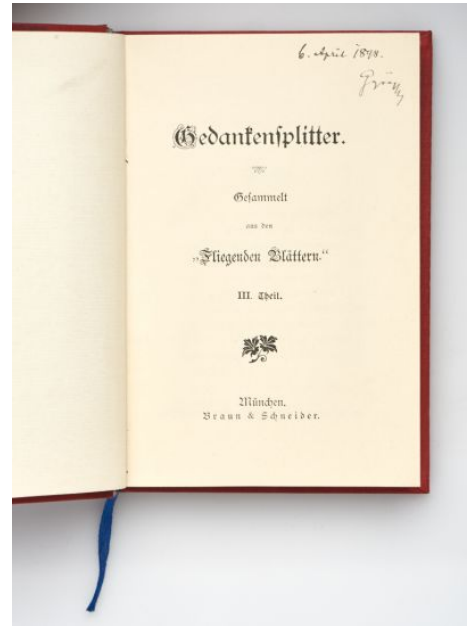 6. April 1898.
Gedankensplitter.
Gesammelt
aus den
„Fliegenden Blättern.“
III. Theil.
München.
Braun & Schneider.